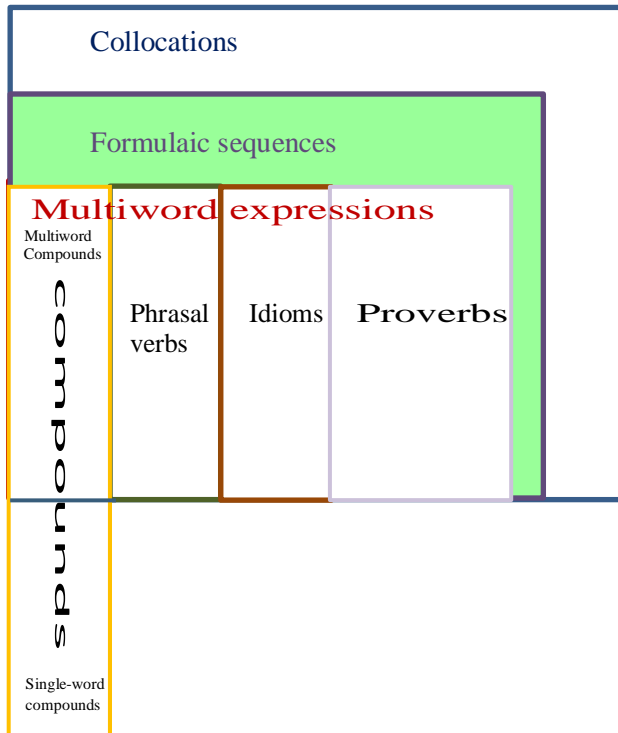 Collocations
Formulaic sequences
Multiword expressions
Multiword
Compounds
Phrasal
verbs
Idioms
Proverbs
compounds
Single-word
compounds